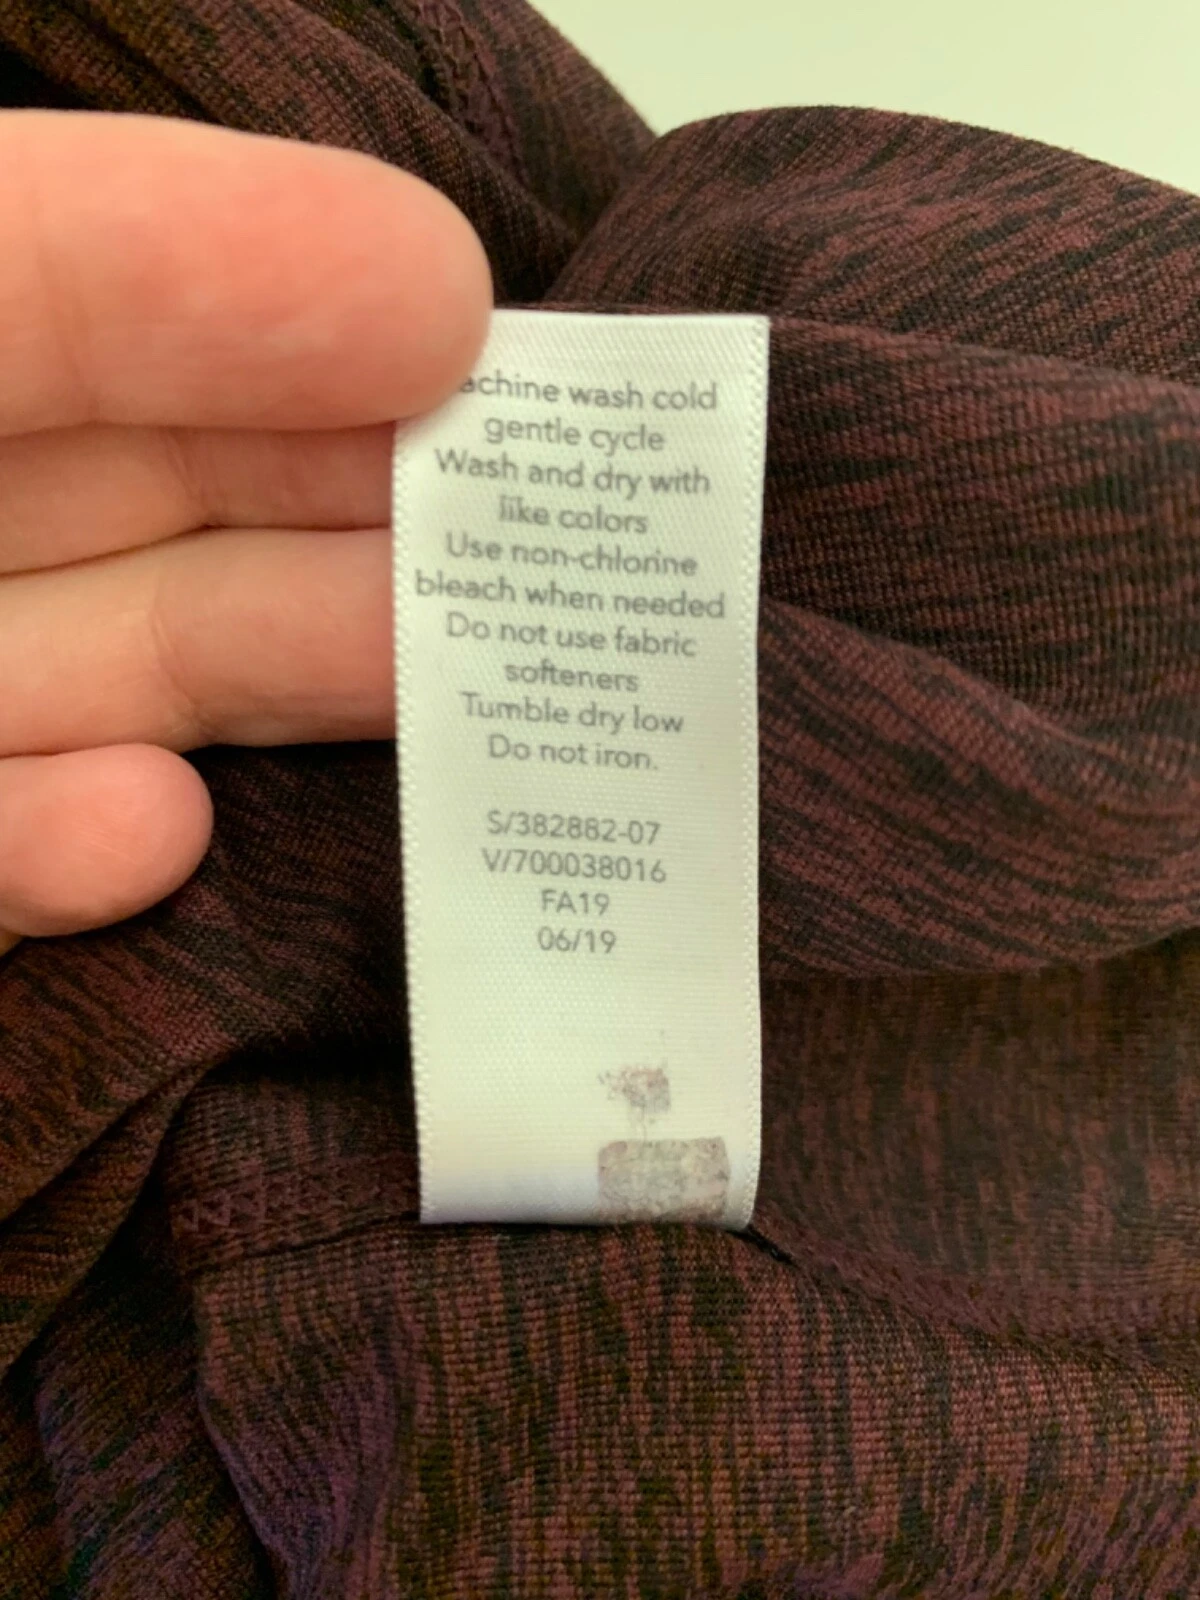 achine wash cold
gentle cycle
Wash and dry with
like colors
Use non-chlorine
bleach when needed
Do not use fabric
softeners
Tumble dry low
Do not iron.
S/382882-07
V/700038016
FA19
06/19